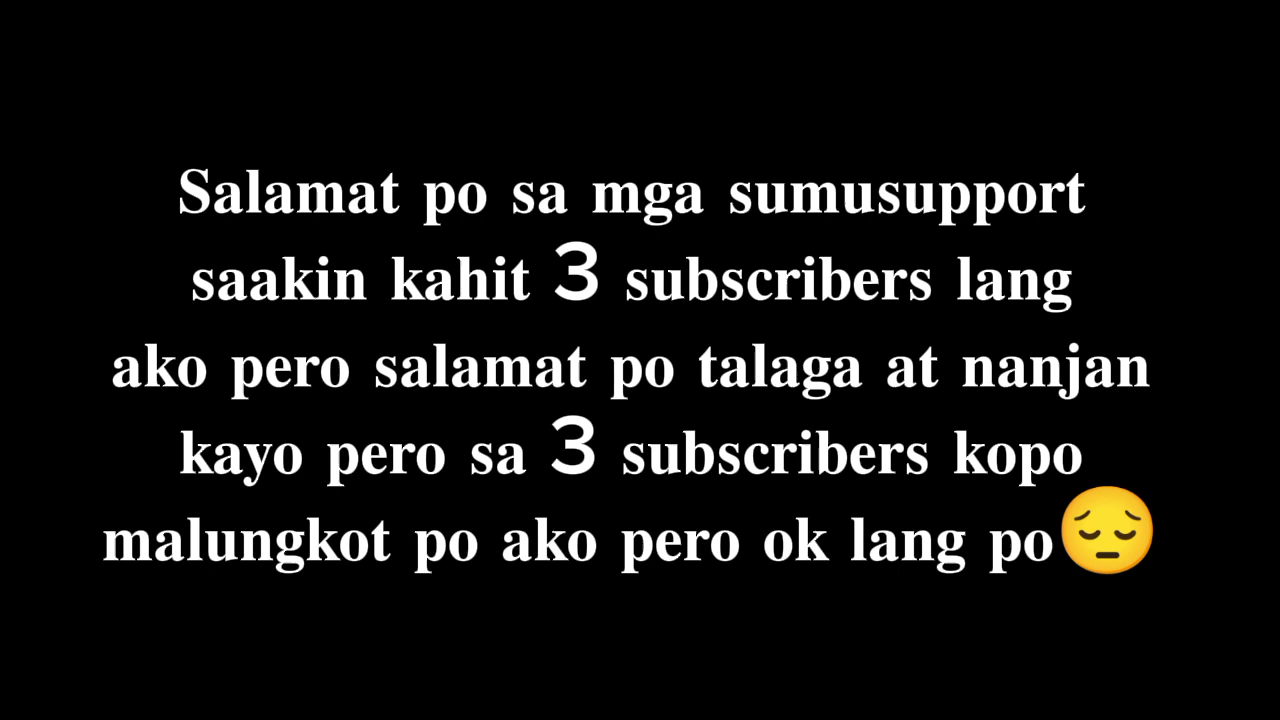 Salamat po sa mga sumusupport
saakin kahit 3 subscribers lang
ako pero salamat po talaga at nanjan
kayo pero sa 3 subscribers kopo
malungkot po ako pero ok lang po😔